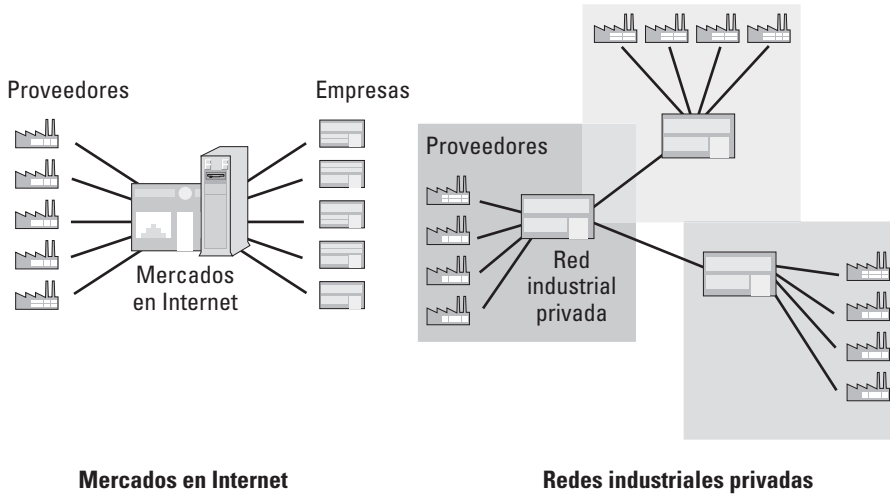 Proveedores
Empresas
Mercados
en Internet
Proveedores
Red
industrial
privada
Mercados en Internet
Redes industriales privadas